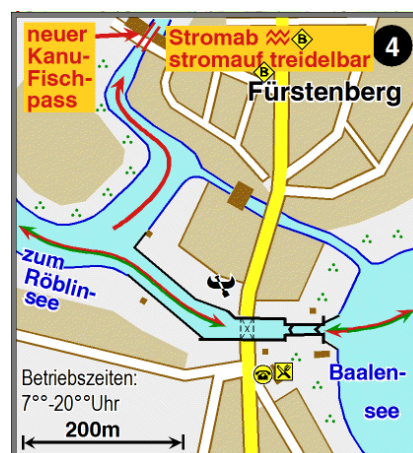 neuer
Kanu-
Fisch-
pass
Stromab B
stromauf treidelbar
B
4
Fürstenberg
zum
Röblin-
see
Baalen-
see
Betriebszeiten:
7°°-20°°Uhr
200m